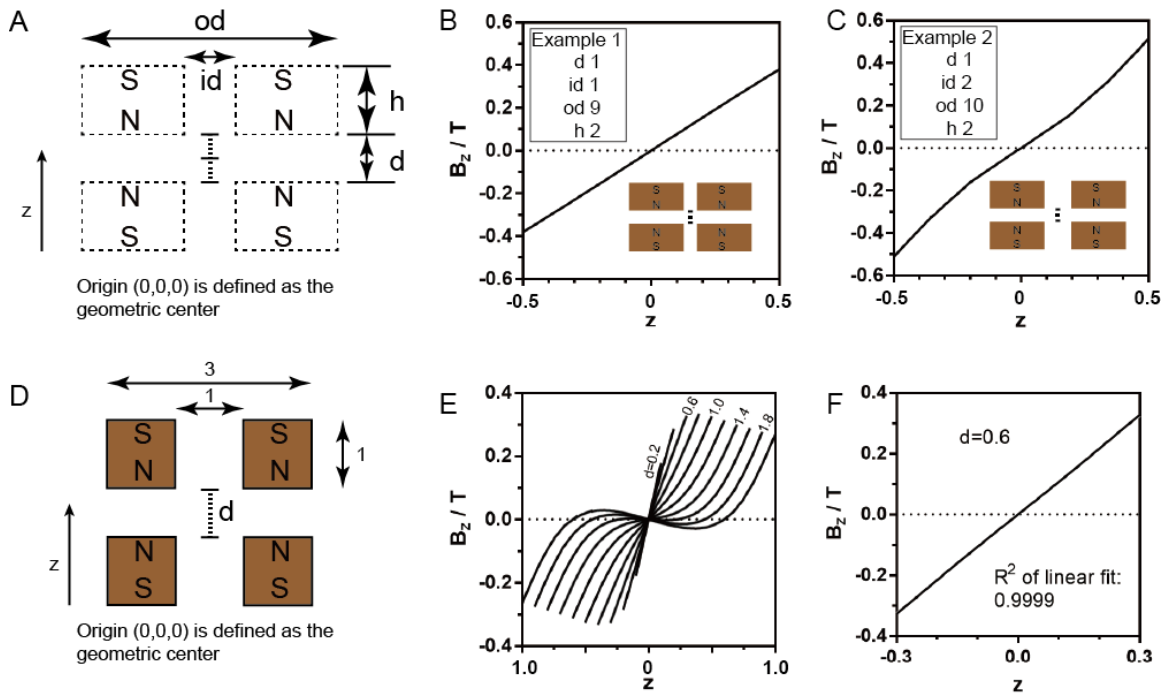 A
od
id
S S
N N
h
d
N N
S S
z
Origin (0,0,0) is defined as the
geometric center
B
Bz / T
0.6
0.4
0.2
0.0
-0.2
-0.4
-0.6
Example 1
d 1
id 1
od 9
h 2
S S
N N
N N
S S
-0.5 0 0.5
z
C
Bz / T
0.6
0.4
0.2
0.0
-0.2
-0.4
-0.6
Example 2
d 1
id 2
od 10
h 2
S S
N N
N N
S S
-0.5 0 0.5
z
D
3
1
S S
N N
1
d
N N
S S
z
Origin (0,0,0) is defined as the
geometric center
E
Bz / T
0.4
0.2
0.0
-0.2
-0.4
d=0.2
0.6
1.0
1.4
1.8
1.0 0 1.0
z
F
Bz / T
0.4
0.2
0.0
-0.2
-0.4
d=0.6
R² of linear fit:
0.9999
-0.3 0.0 0.3
z